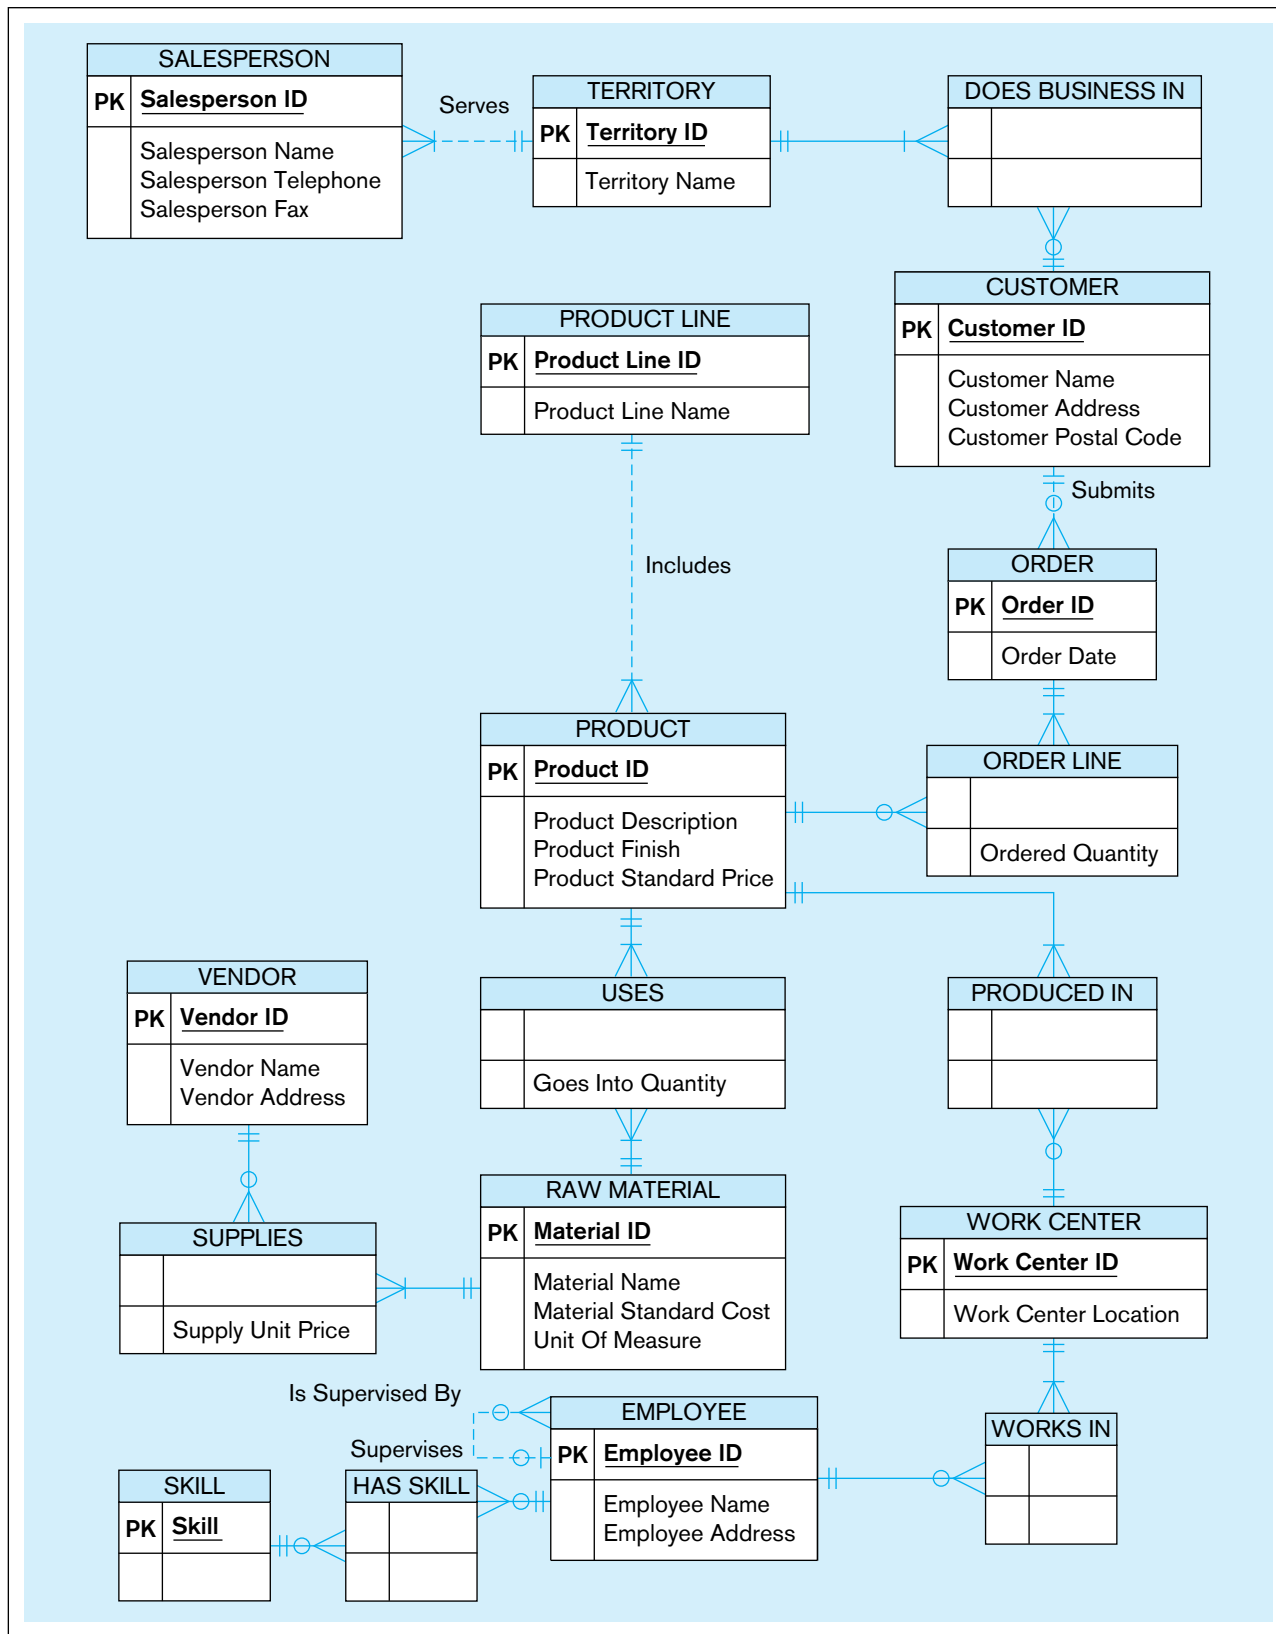 SALESPERSON
PK Salesperson ID
Salesperson Name
Salesperson Telephone
Salesperson Fax
Serves
TERRITORY
PK Territory ID
Territory Name
DOES BUSINESS IN
CUSTOMER
PK Customer ID
Customer Name
Customer Address
Customer Postal Code
PRODUCT LINE
PK Product Line ID
Product Line Name
Submits
Includes
ORDER
PK Order ID
Order Date
PRODUCT
PK Product ID
Product Description
Product Finish
Product Standard Price
ORDER LINE
Ordered Quantity
VENDOR
PK Vendor ID
Vendor Name
Vendor Address
USES
Goes Into Quantity
PRODUCED IN
SUPPLIES
Supply Unit Price
RAW MATERIAL
PK Material ID
Material Name
Material Standard Cost
Unit Of Measure
WORK CENTER
PK Work Center ID
Work Center Location
Is Supervised By
Supervises
EMPLOYEE
PK Employee ID
Employee Name
Employee Address
WORKS IN
SKILL
PK Skill
HAS SKILL